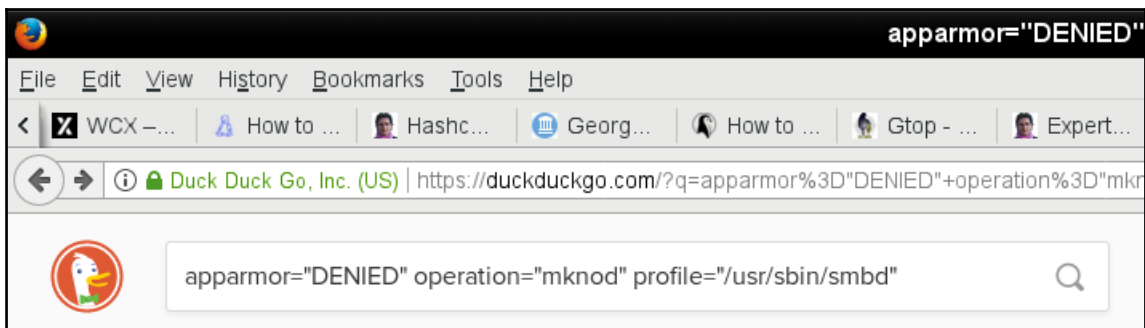 apparmor="DENIED"
File Edit View History Bookmarks Tools Help
WCX –... How to ... Hashc... Georg... How to ... Gtop - ... Expert...
Duck Duck Go, Inc. (US) https://duckduckgo.com/?q=apparmor%3D"DENIED"+operation%3D"mkn
apparmor="DENIED" operation="mknod" profile="/usr/sbin/smbd"